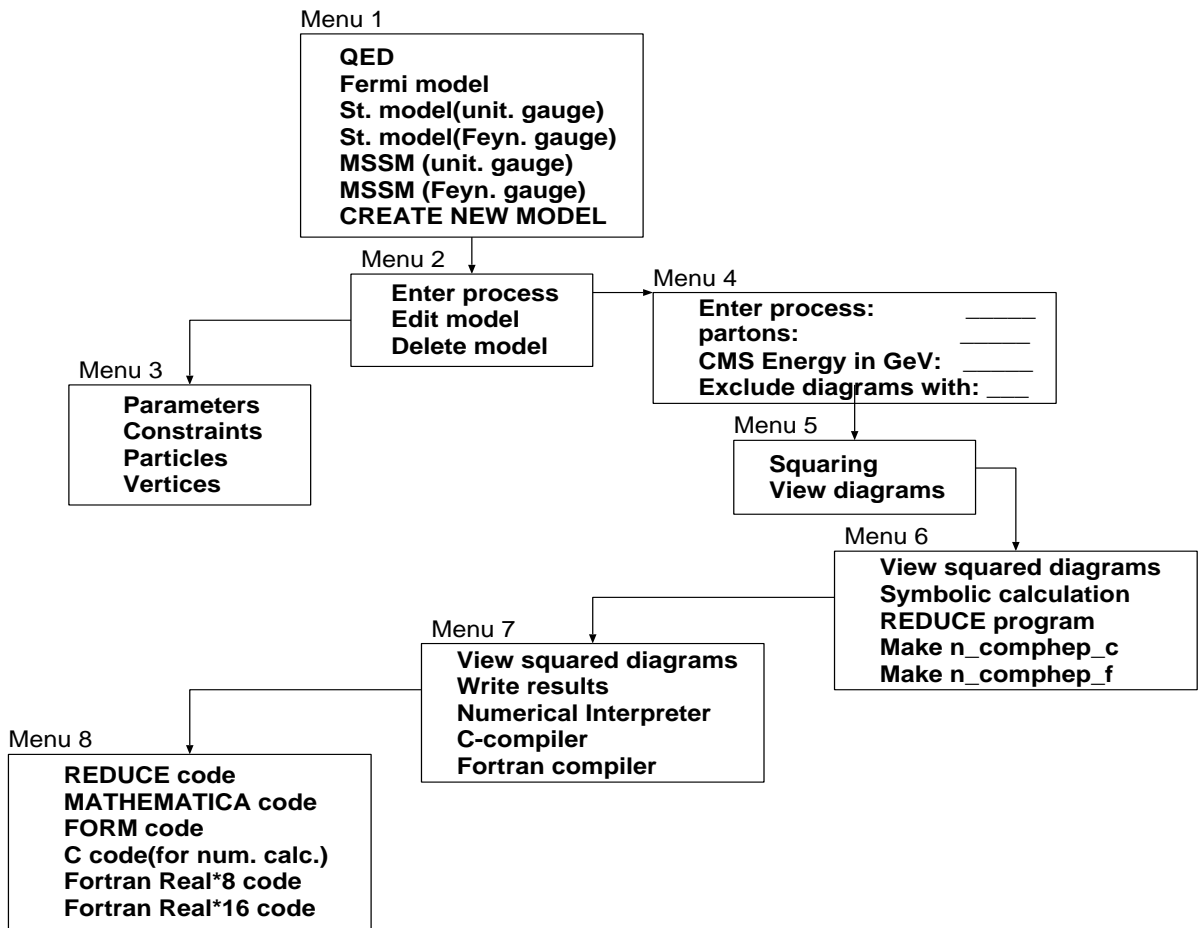 Menu 1
QED
Fermi model
St. model(unit. gauge)
St. model(Feyn. gauge)
MSSM (unit. gauge)
MSSM (Feyn. gauge)
CREATE NEW MODEL
Menu 2
Enter process
Edit model
Delete model
Menu 3
Parameters
Constraints
Particles
Vertices
Menu 4
Enter process: ______
partons: ______
CMS Energy in GeV: ______
Exclude diagrams with: ___
Menu 5
Squaring
View diagrams
Menu 6
View squared diagrams
Symbolic calculation
REDUCE program
Make n_comphep_c
Make n_comphep_f
Menu 7
View squared diagrams
Write results
Numerical Interpreter
C-compiler
Fortran compiler
Menu 8
REDUCE code
MATHEMATICA code
FORM code
C code(for num. calc.)
Fortran Real*8 code
Fortran Real*16 code